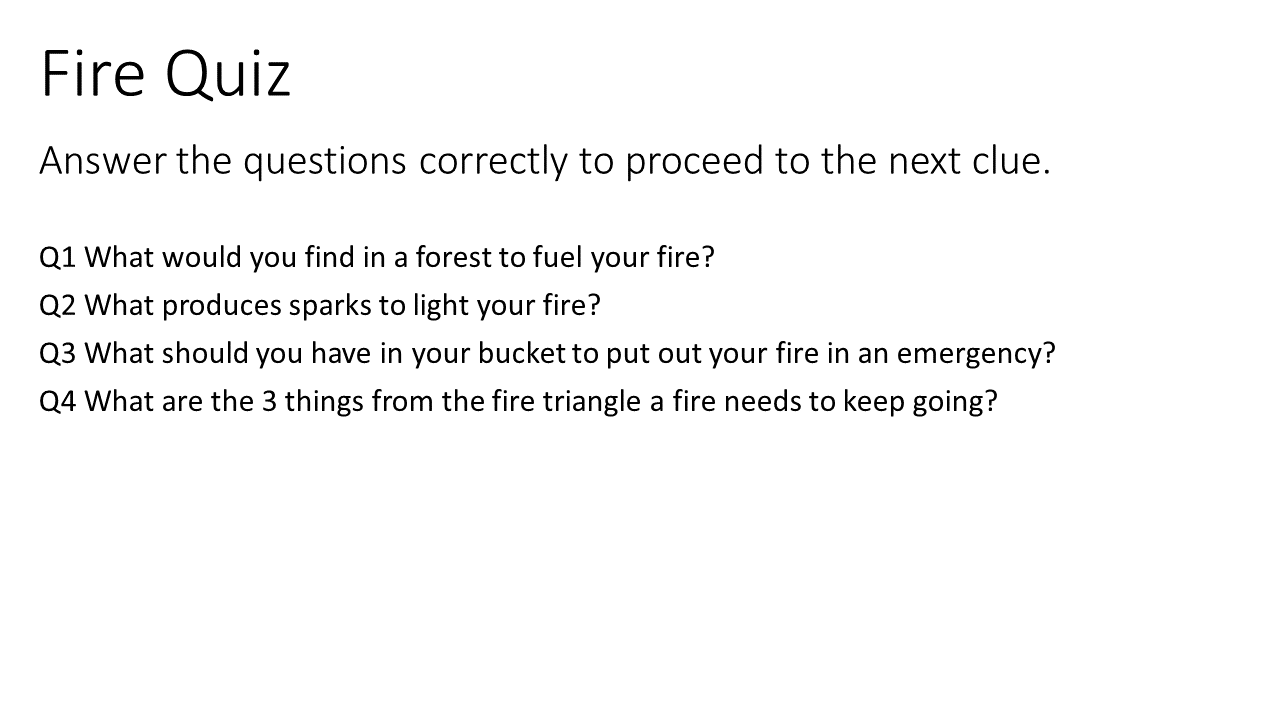 Fire Quiz
Answer the questions correctly to proceed to the next clue.
Q1 What would you find in a forest to fuel your fire?
Q2 What produces sparks to light your fire?
Q3 What should you have in your bucket to put out your fire in an emergency?
Q4 What are the 3 things from the fire triangle a fire needs to keep going?